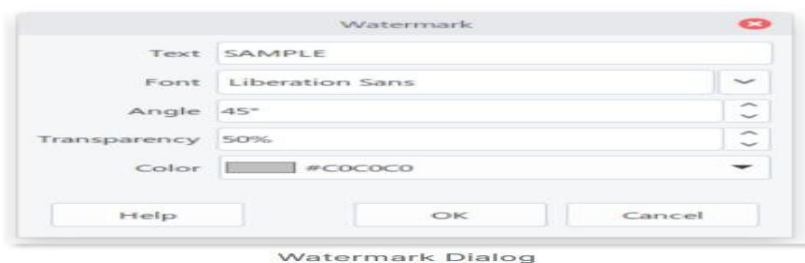 Watermark
Text SAMPLE
Font Liberation Sans
Angle 45°
Transparency 50%
Color #C0C0C0
Help OK Cancel
Watermark Dialog